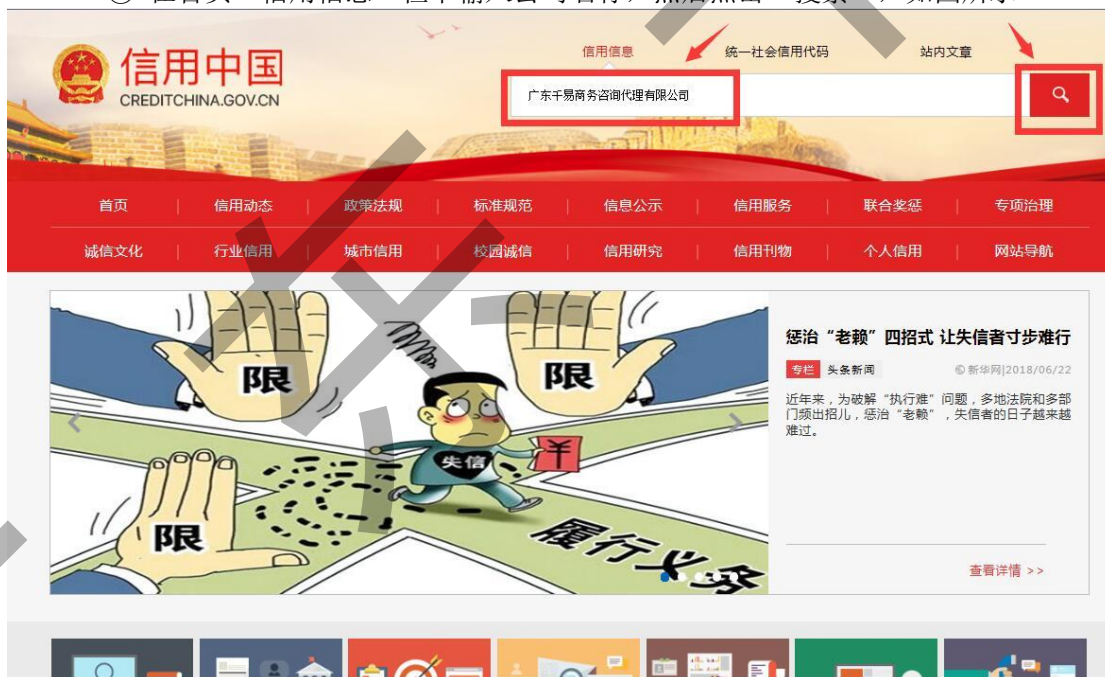 信用信息 统一社会信用代码 站内文章
信用中国
CREDITCHINA.GOV.CN
广东千易商务咨询代理有限公司
首页 | 信用动态 | 政策法规 | 标准规范 | 信息公示 | 信用服务 | 联合奖惩 | 专项治理
诚信文化 | 行业信用 | 城市信用 | 校园诚信 | 信用研究 | 信用刊物 | 个人信用 | 网站导航
限
限
失信
¥
限
履行义务
惩治“老赖”四招式 让失信者寸步难行
专栏 头条新闻 新华网|2018/06/22
近年来，为破解“执行难”问题，多地法院和多部
门频出招儿，惩治“老赖”，失信者的日子越来越
难过。
查看详情 >>